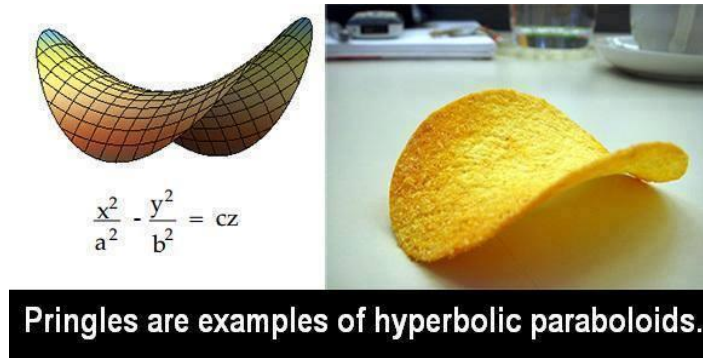 x² / a² - y² / b² = cz
Pringles are examples of hyperbolic paraboloids.